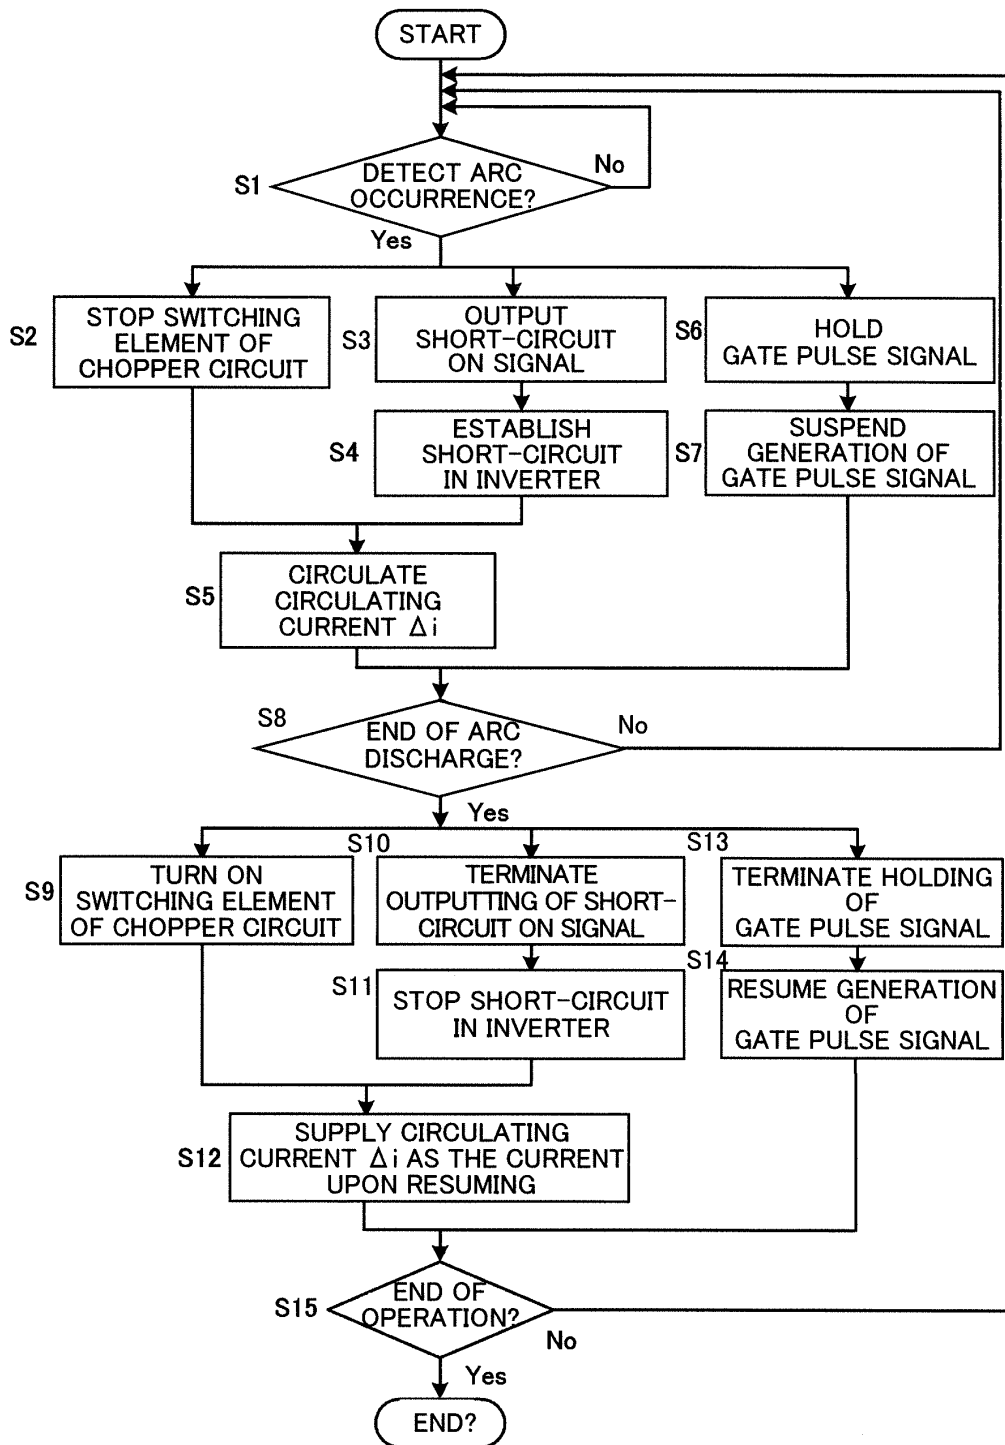 START
S1
DETECT ARC
OCCURRENCE?
No
Yes
S2
STOP SWITCHING
ELEMENT OF
CHOPPER CIRCUIT
S3
OUTPUT
SHORT-CIRCUIT
ON SIGNAL
S6
HOLD
GATE PULSE SIGNAL
S4
ESTABLISH
SHORT-CIRCUIT
IN INVERTER
S7
SUSPEND
GENERATION OF
GATE PULSE SIGNAL
S5
CIRCULATE
CIRCULATING
CURRENT Δi
S8
END OF ARC
DISCHARGE?
No
Yes
S9
TURN ON
SWITCHING ELEMENT
OF CHOPPER CIRCUIT
S10
TERMINATE
OUTPUTTING OF SHORT-
CIRCUIT ON SIGNAL
S13
TERMINATE HOLDING
OF
GATE PULSE SIGNAL
S11
STOP SHORT-CIRCUIT
IN INVERTER
S14
RESUME GENERATION
OF
GATE PULSE SIGNAL
S12
SUPPLY CIRCULATING
CURRENT Δi AS THE CURRENT
UPON RESUMING
S15
END OF
OPERATION?
No
Yes
END?